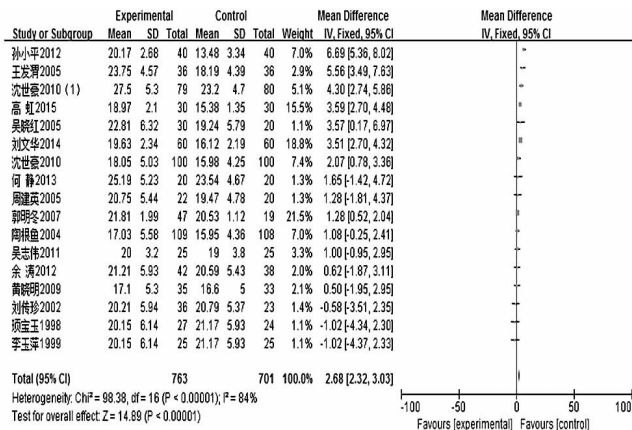 Experimental Control Mean Difference Mean Difference
Study or Subgroup Mean SD Total Mean SD Total Weight IV, Fixed, 95% CI IV, Fixed, 95% CI
孙小平2012 20.17 2.68 40 13.48 3.34 40 7.0% 6.69 [5.36, 8.02]
王发渭2005 23.75 4.57 36 18.19 4.39 36 3.0% 5.56 [3.49, 7.63]
沈世豪2010 (1) 27.5 5.3 79 23.2 4.7 80 5.2% 4.30 [2.74, 5.86]
高 虹2015 18.97 2.1 30 15.38 1.35 30 15.6% 3.59 [2.70, 4.48]
吴晓红2005 22.81 6.32 30 19.24 5.79 20 1.1% 3.57 [0.17, 6.97]
刘文华2014 19.63 2.34 60 16.12 2.19 60 18.8% 3.51 [2.70, 4.32]
沈世豪2010 18.05 5.03 100 15.98 4.25 100 7.5% 2.07 [0.78, 3.36]
何 静2013 25.19 5.23 20 23.54 4.67 20 1.3% 1.65 [-1.42, 4.72]
周建英2005 20.75 5.44 22 19.47 4.78 20 1.3% 1.28 [-1.81, 4.37]
郭明冬2007 21.81 1.99 47 20.53 1.12 19 21.5% 1.28 [0.52, 2.04]
陶根鱼2004 17.03 5.58 109 15.95 4.36 108 7.1% 1.08 [-0.25, 2.41]
吴志伟2011 20 3.2 25 19 3.8 25 3.3% 1.00 [-0.95, 2.95]
余 涛2012 21.21 5.93 42 20.59 5.43 38 2.0% 0.62 [-1.87, 3.11]
黄晓明2009 17.1 5.3 35 16.6 5 33 2.1% 0.50 [-1.95, 2.95]
刘传珍2002 20.21 5.94 36 20.79 5.37 23 1.5% -0.58 [-3.51, 2.35]
项宝玉1998 20.15 6.14 27 21.17 5.93 24 1.1% -1.02 [-4.34, 2.30]
李玉萍1999 20.15 6.14 25 21.17 5.93 25 1.1% -1.02 [-4.37, 2.33]
Total (95% CI) 763 701 100.0% 2.68 [2.32, 3.03]
Heterogeneity: Chi² = 98.38, df = 16 (P < 0.00001); I² = 84%
Test for overall effect: Z = 14.89 (P < 0.00001)
-100 -50 0 50 100
Favours [experimental] Favours [control]